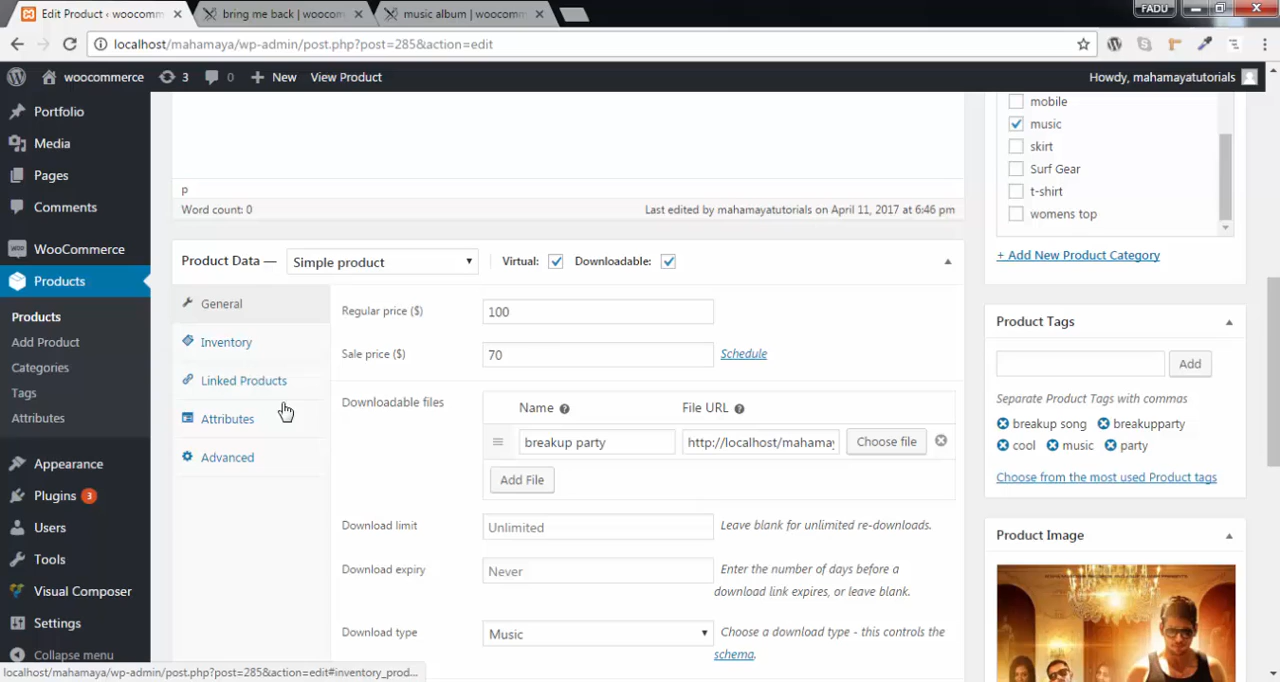 Edit Product ‹ woocomm
bring me back | woocom
music album | woocomm
FADU
localhost/mahamaya/wp-admin/post.php?post=285&action=edit
woocommerce
3
0
New
View Product
Howdy, mahamayatutorials
Portfolio
Media
Pages
Comments
WooCommerce
Products
Products
Add Product
Categories
Tags
Attributes
Appearance
Plugins 3
Users
Tools
Visual Composer
Settings
Collapse menu
p
Word count: 0
Last edited by mahamayatutorials on April 11, 2017 at 6:46 pm
Product Data —
Simple product
Virtual:
Downloadable:
General
Inventory
Linked Products
Attributes
Advanced
Regular price ($)
100
Sale price ($)
70
Schedule
Downloadable files
Name
File URL
breakup party
http://localhost/mahamay
Choose file
Add File
Download limit
Unlimited
Leave blank for unlimited re-downloads.
Download expiry
Never
Enter the number of days before a
download link expires, or leave blank.
Download type
Music
Choose a download type - this controls the
schema.
mobile
music
skirt
Surf Gear
t-shirt
womens top
+ Add New Product Category
Product Tags
Add
Separate Product Tags with commas
breakup song
breakupparty
cool
music
party
Choose from the most used Product tags
Product Image
localhost/mahamaya/wp-admin/post.php?post=285&action=edit#inventory_prod...